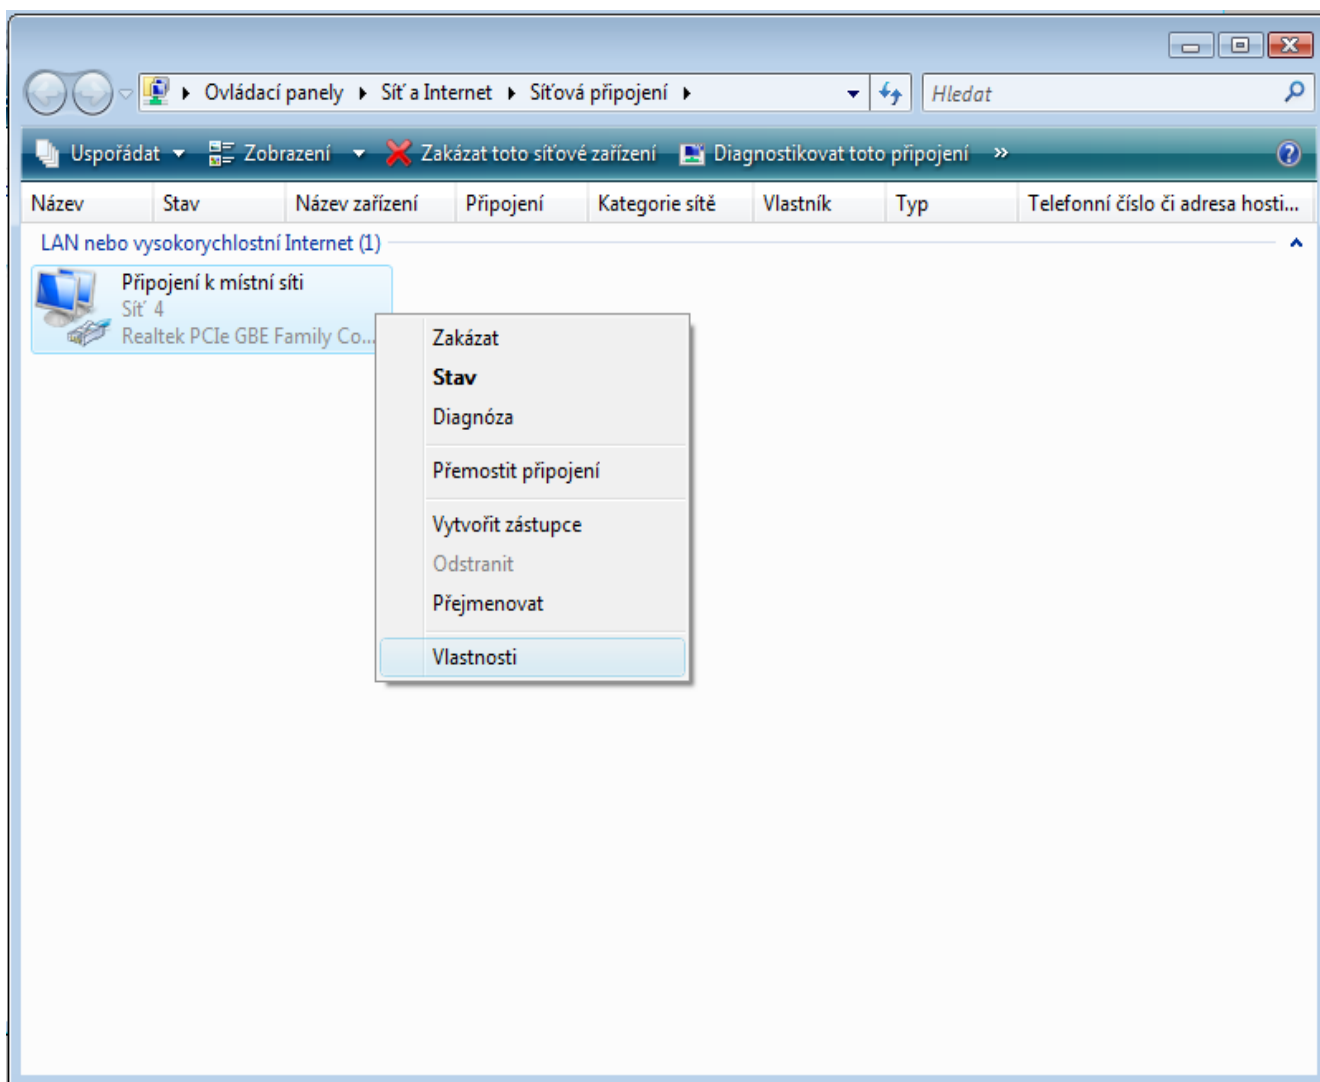 Ovládací panely Síť a Internet Síťová připojení Hledat
Uspořádat Zobrazení Zakázat toto síťové zařízení Diagnostikovat toto připojení »
Název Stav Název zařízení Připojení Kategorie sítě Vlastník Typ Telefonní číslo či adresa hosti...
LAN nebo vysokorychlostní Internet (1)
Připojení k místní síti
Síť 4
Realtek PCIe GBE Family Co...
Zakázat
Stav
Diagnóza
Přemostit připojení
Vytvořit zástupce
Odstranit
Přejmenovat
Vlastnosti